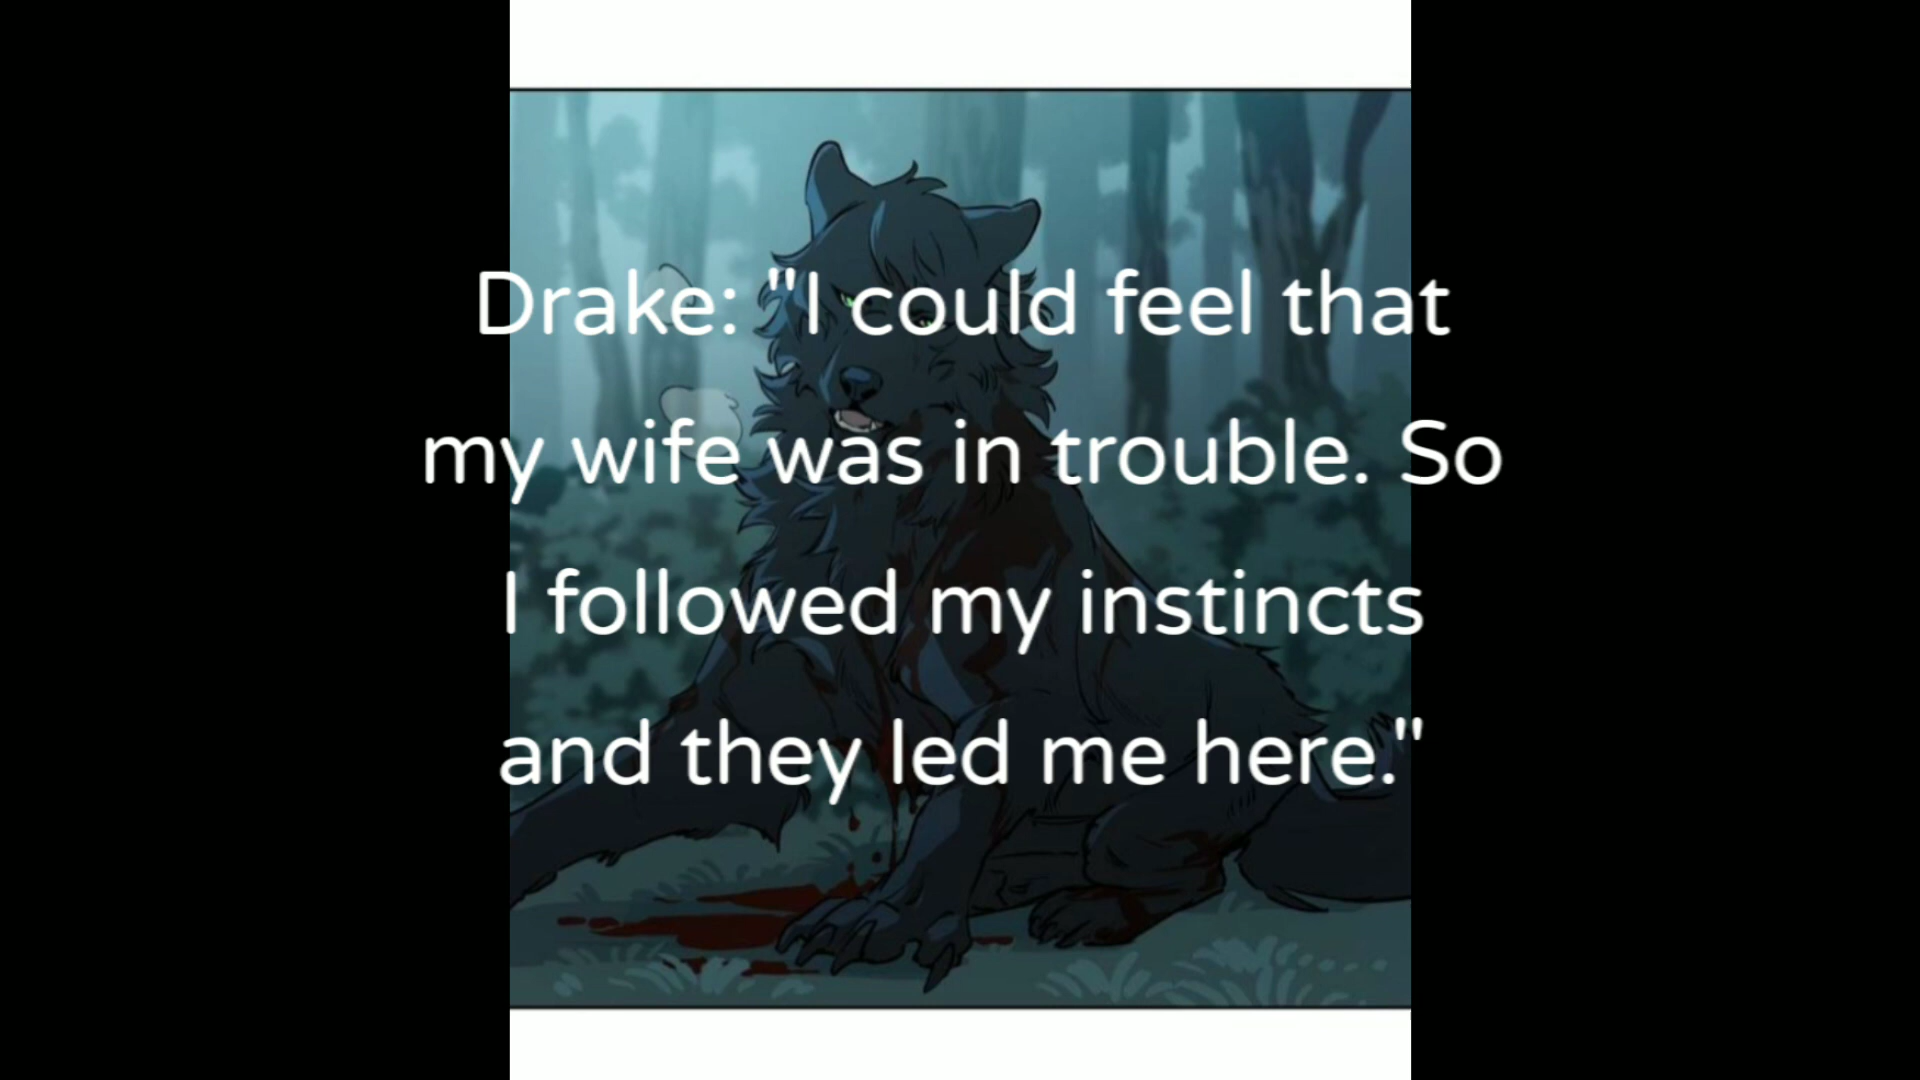 Drake: "I could feel that
my wife was in trouble. So
I followed my instincts
and they led me here."